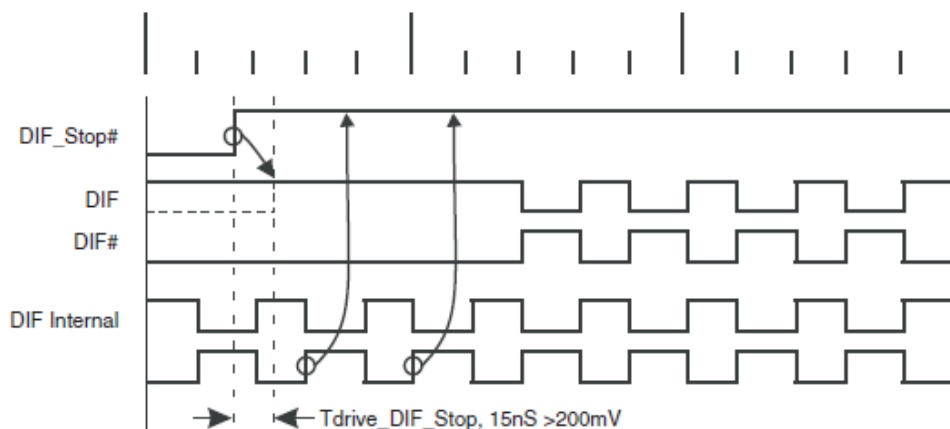 DIF_Stop#
DIF
DIF#
DIF Internal
Tdrive_DIF_Stop, 15nS >200mV